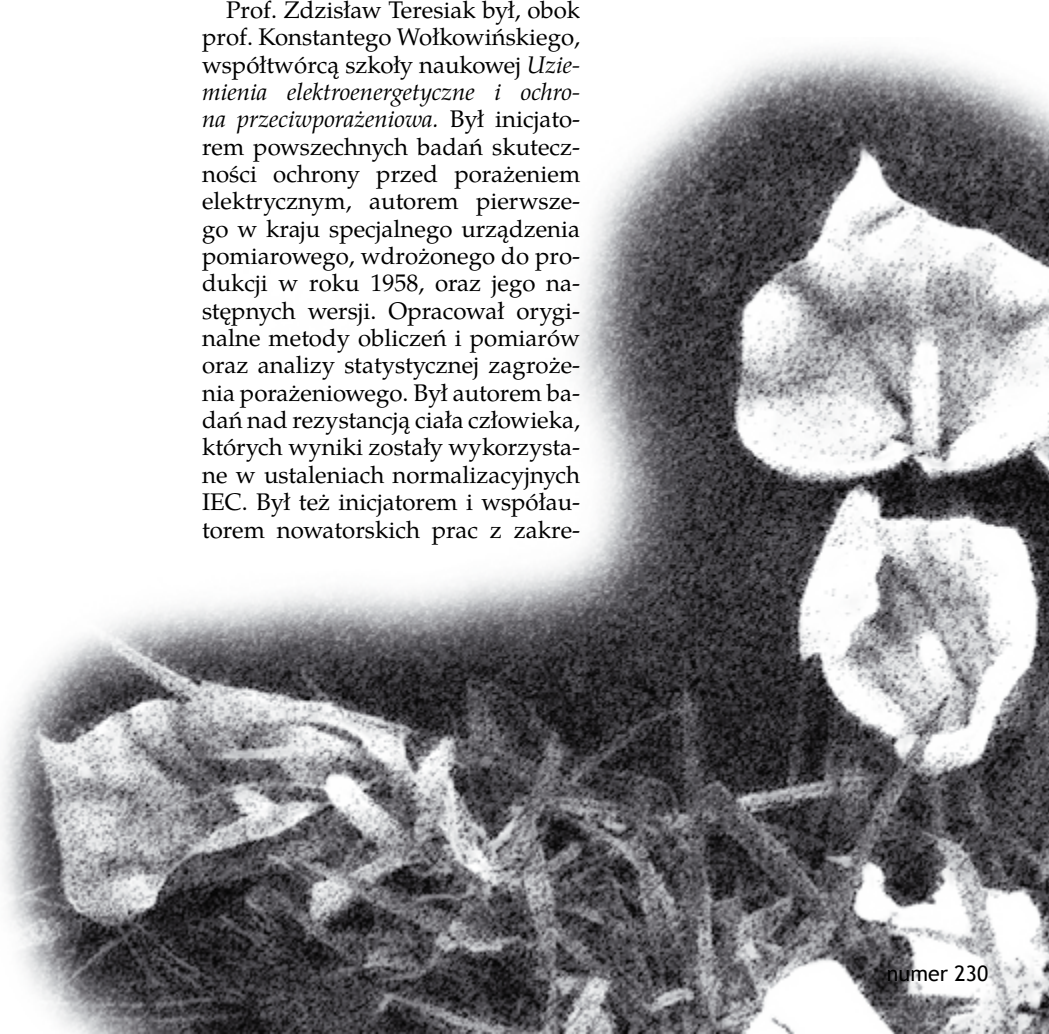 Prof. Zdzisław Teresiak był, obok
prof. Konstantego Wołkowińskiego,
współtwórcą szkoły naukowej Uzie-
mienia elektroenergetyczne i ochro-
na przeciwporażeniowa. Był inicjato-
rem powszechnych badań skutecz-
ności ochrony przed porażeniem
elektrycznym, autorem pierwsze-
go w kraju specjalnego urządzenia
pomiarowego, wdrożonego do pro-
dukcji w roku 1958, oraz jego na-
stępnych wersji. Opracował orygi-
nalne metody obliczeń i pomiarów
oraz analizy statystycznej zagroże-
nia porażeniowego. Był autorem ba-
dań nad rezystancją ciała człowieka,
których wyniki zostały wykorzysta-
ne w ustaleniach normalizacyjnych
IEC. Był też inicjatorem i współau-
torem nowatorskich prac z zakre-
numer 230